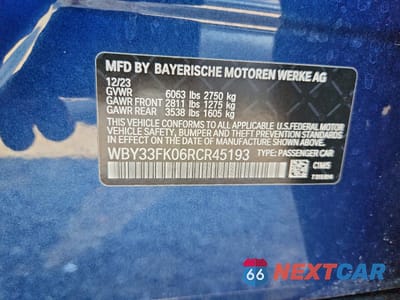 MFD BY BAYERISCHE MOTOREN WERKE AG
12/23
GVWR 6063 lbs 2750 kg
GAWR FRONT 2811 lbs 1275 kg
GAWR REAR 3538 lbs 1605 kg
THIS VEHICLE CONFORMS TO ALL APPLICABLE
U.S. FEDERAL MOTOR
VEHICLE SAFETY, BUMPER, AND THEFT PREVENTION STANDARDS
IN EFFECT ON THE DATE OF MANUFACTURE SHOWN ABOVE.
WBY33FK06RCR45193 TYPE: PASSENGER CAR
C1M5
66 NEXTCAR